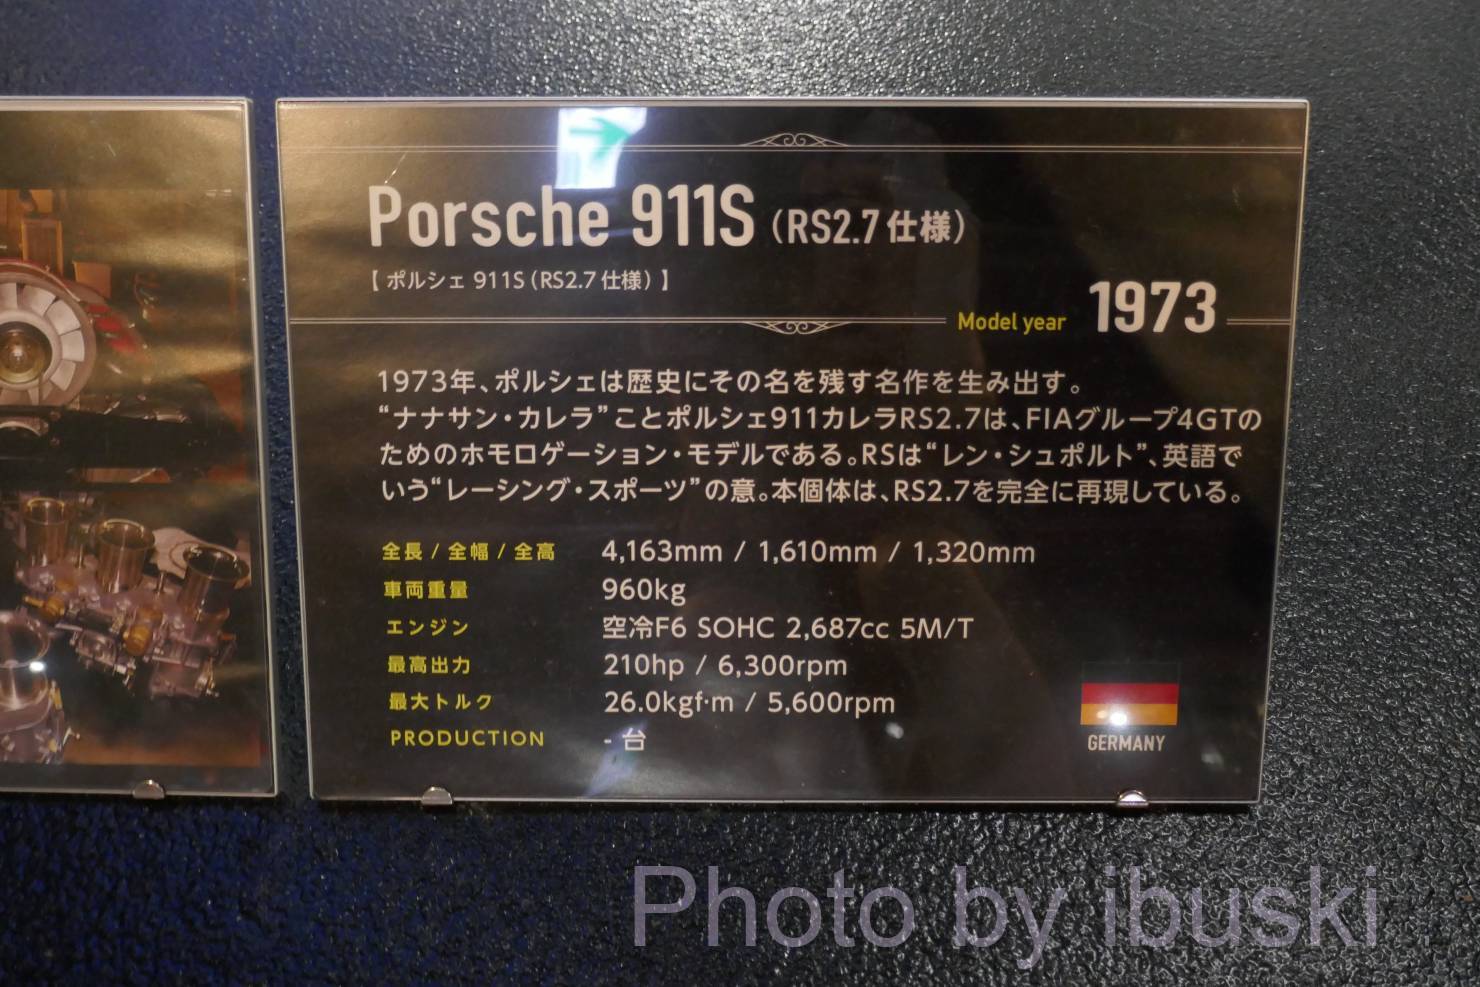 Porsche 911S (RS2.7 仕様)
【 ポルシェ 911S (RS2.7 仕様) 】
Model year 1973
1973年、ポルシェは歴史にその名を残す名作を生み出す。
“ナナサン・カレラ”ことポルシェ911カレラRS2.7は、FIAグループ4GTの
ためのホモロゲーション・モデルである。RSは“レン・シュポルト”、英語で
いう“レーシング・スポーツ”の意。本個体は、RS2.7を完全に再現している。
全長 / 全幅 / 全高 4,163mm / 1,610mm / 1,320mm
車両重量 960kg
エンジン 空冷F6 SOHC 2,687cc 5M/T
最高出力 210hp / 6,300rpm
最大トルク 26.0kgf·m / 5,600rpm
PRODUCTION - 台
GERMANY
Photo by ibuski